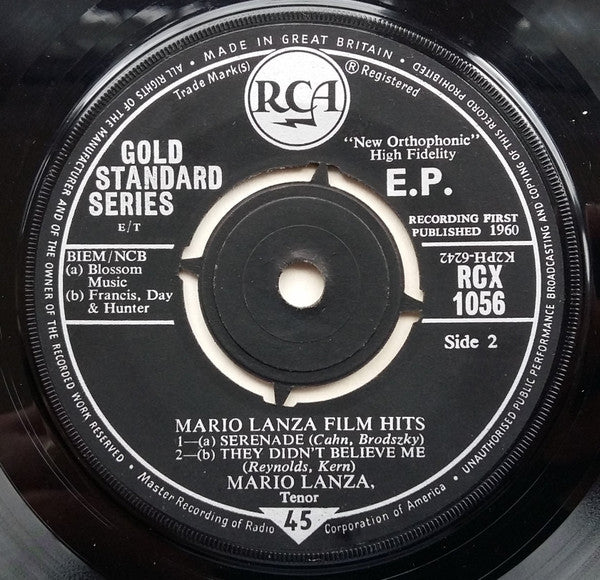 ALL RIGHTS OF THE MANUFACTURER AND OF THE OWNER OF THE RECORDED WORK RESERVED. • MADE IN GREAT BRITAIN • UNAUTHORISED PUBLIC PERFORMANCE BROADCASTING AND COPYING OF THIS RECORD PROHIBITED
Trade Mark(s) ® Registered
RCA
GOLD
STANDARD
SERIES
E/T
"New Orthophonic"
High Fidelity
E.P.
RECORDING FIRST
PUBLISHED 1960
BIEM/NCB
(a) Blossom
Music
(b) Francis, Day
& Hunter
K2PH-6242
RCX
1056
Side 2
MARIO LANZA FILM HITS
1—(a) SERENADE (Cahn, Brodszky)
2—(b) THEY DIDN'T BELIEVE ME
(Reynolds, Kern)
MARIO LANZA,
Tenor
• Master Recording of Radio Corporation of America •
45